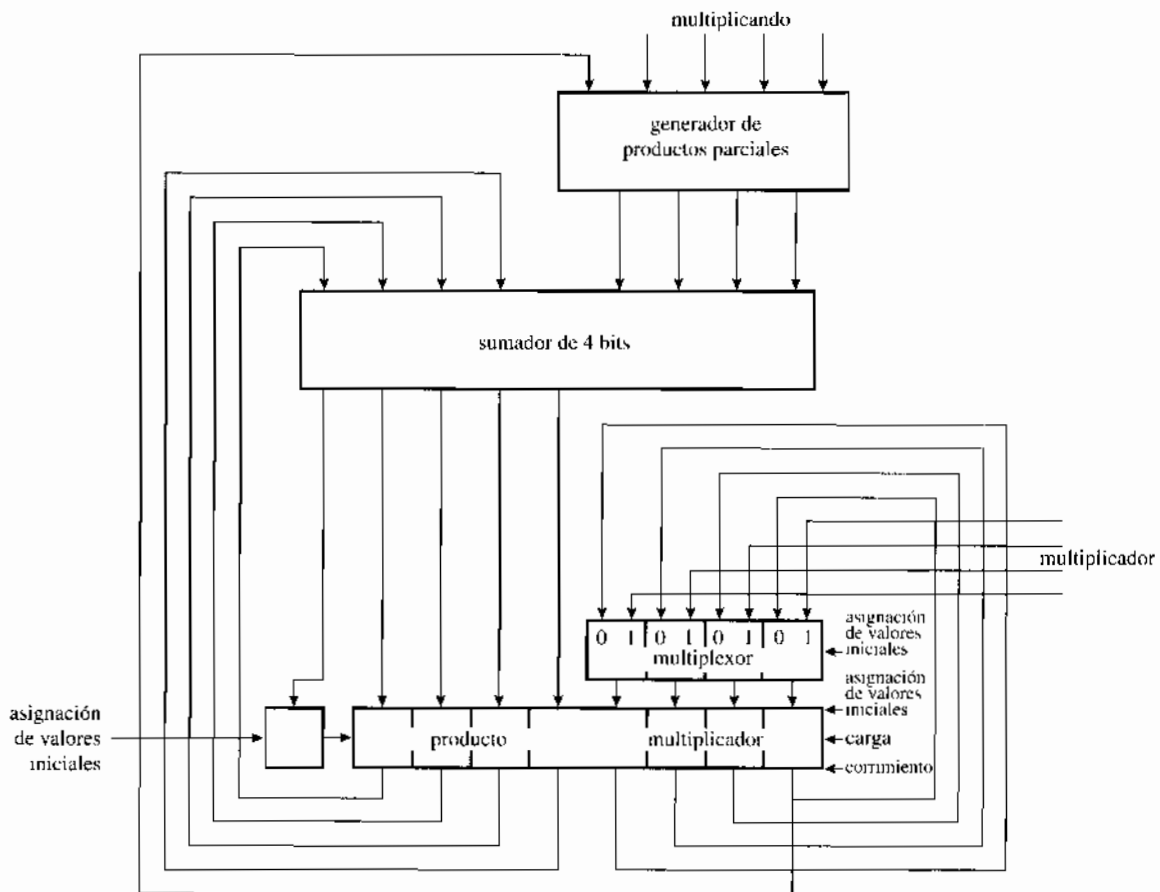 multiplicando
generador de
productos parciales
sumador de 4 bits
multiplicador
0 1 0 1 0 1 0 1
multiplexor
asignación
de valores
iniciales
asignación
de valores
iniciales
asignación
de valores
iniciales
producto
multiplicador
carga
corrimiento